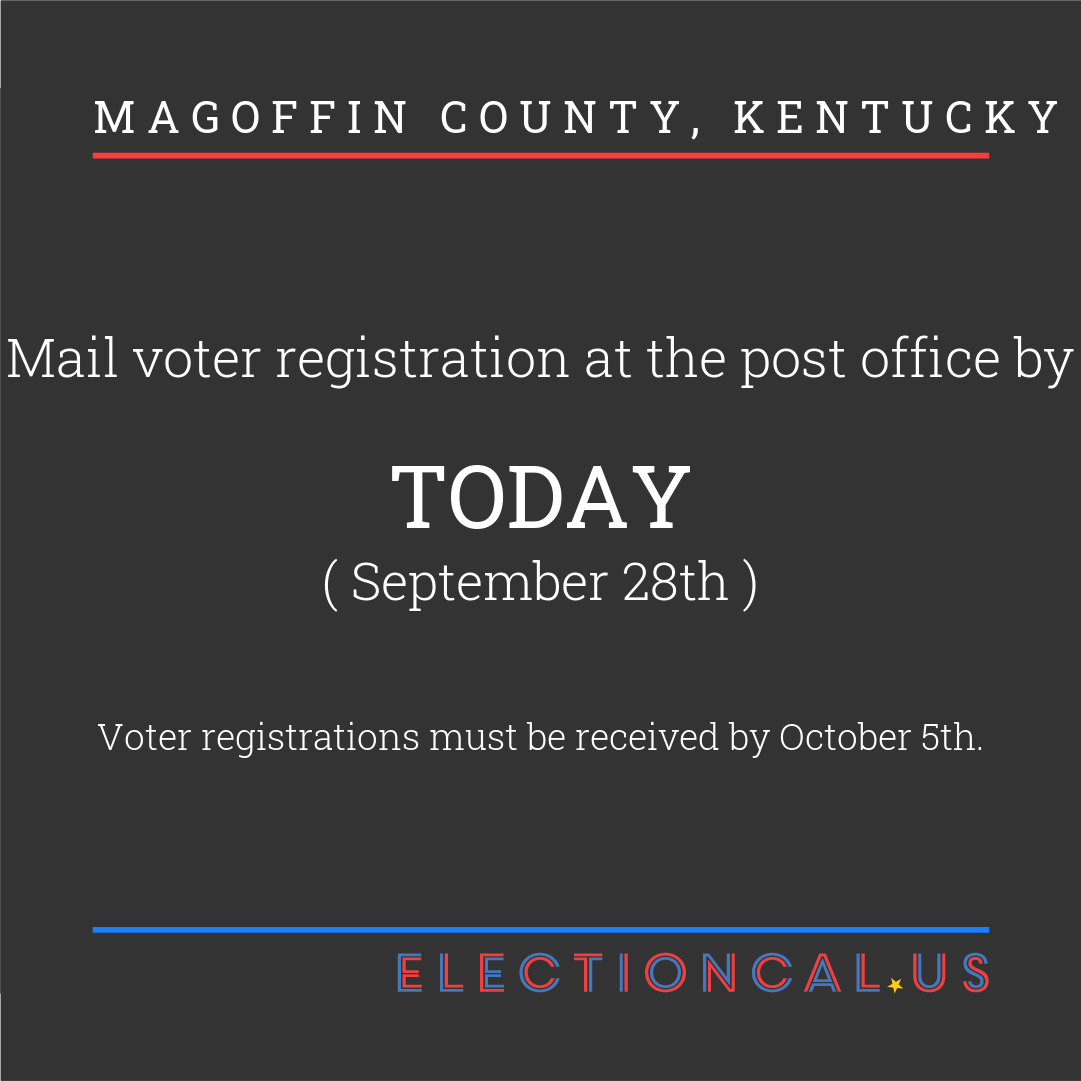 MAGOFFIN COUNTY, KENTUCKY
Mail voter registration at the post office by
TODAY
( September 28th )
Voter registrations must be received by October 5th.
ELECTIONCAL.US